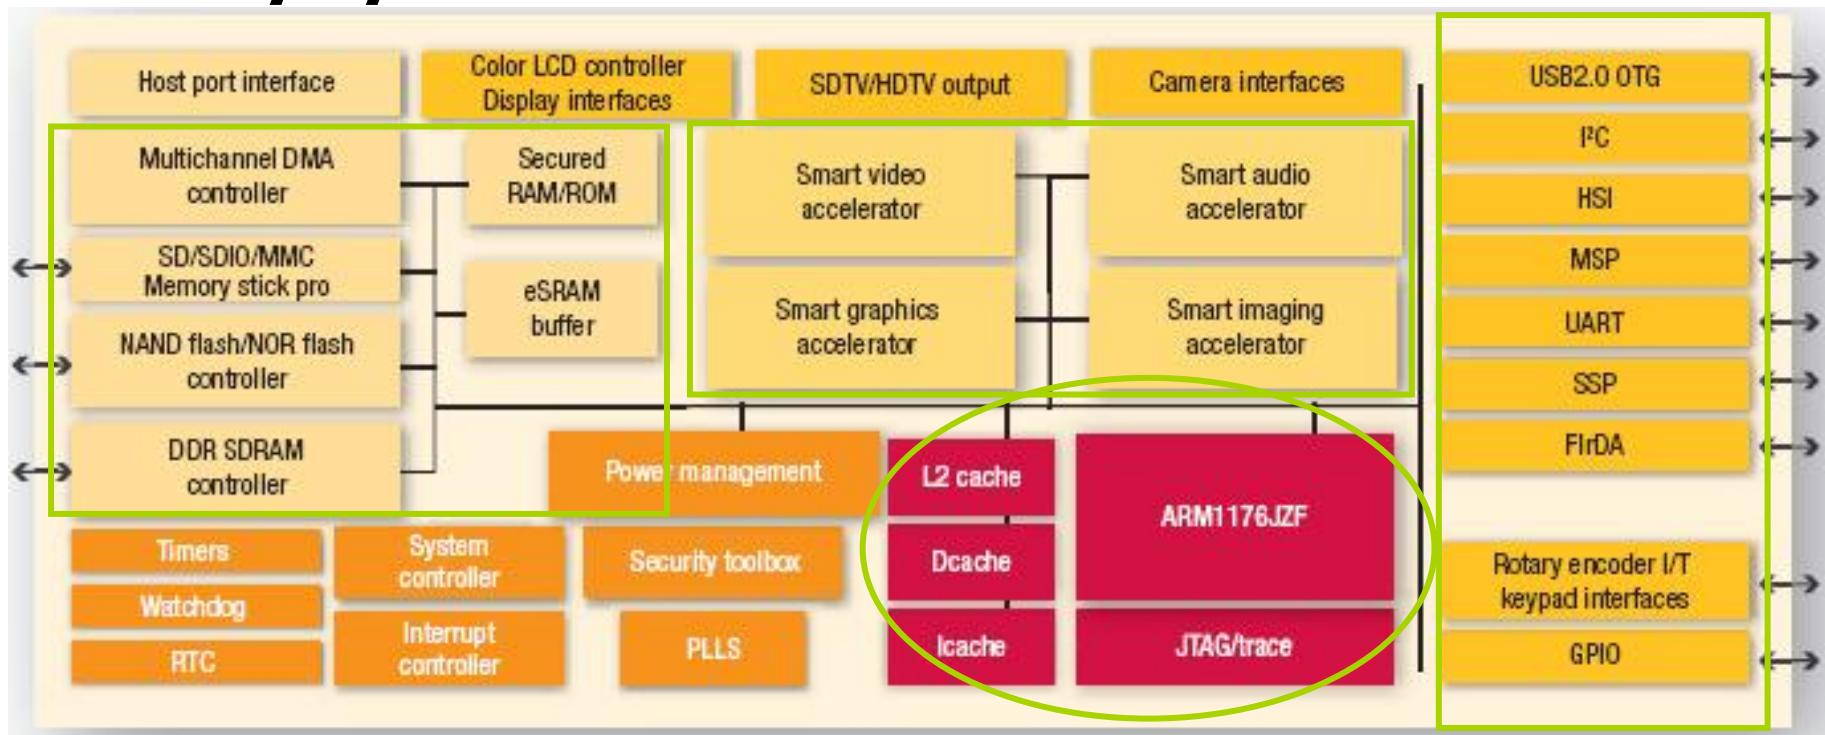 Host port interface
Color LCD controller
Display interfaces
SDTV/HDTV output
Camera interfaces
Multichannel DMA
controller
Secured
RAM/ROM
SD/SDIO/MMC
Memory stick pro
eSRAM
buffer
NAND flash/NOR flash
controller
DDR SDRAM
controller
Smart video
accelerator
Smart audio
accelerator
Smart graphics
accelerator
Smart imaging
accelerator
Power management
L2 cache
ARM1176JZF
Timers
System
controller
Security toolbox
Dcache
Watchdog
Interrupt
controller
RTC
PLLS
Icache
JTAG/trace
USB2.0 OTG
I²C
HSI
MSP
UART
SSP
FIrDA
Rotary encoder I/T
keypad interfaces
GPIO